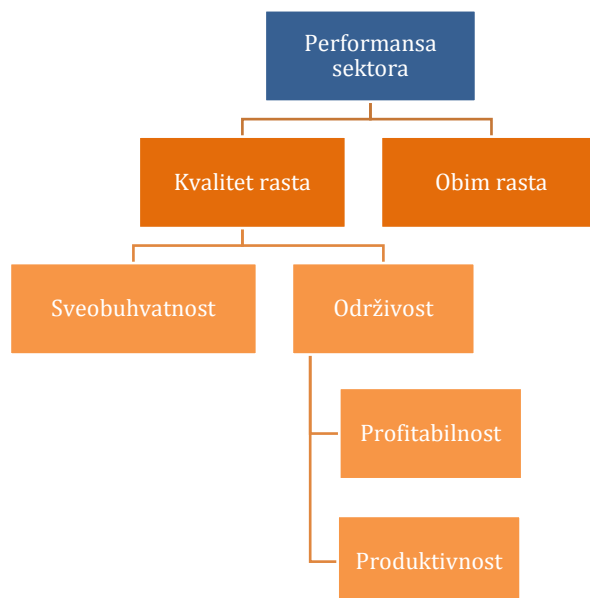 Performansa
sektora
Kvalitet rasta
Obim rasta
Sveobuhvatnost
Održivost
Profitabilnost
Produktivnost